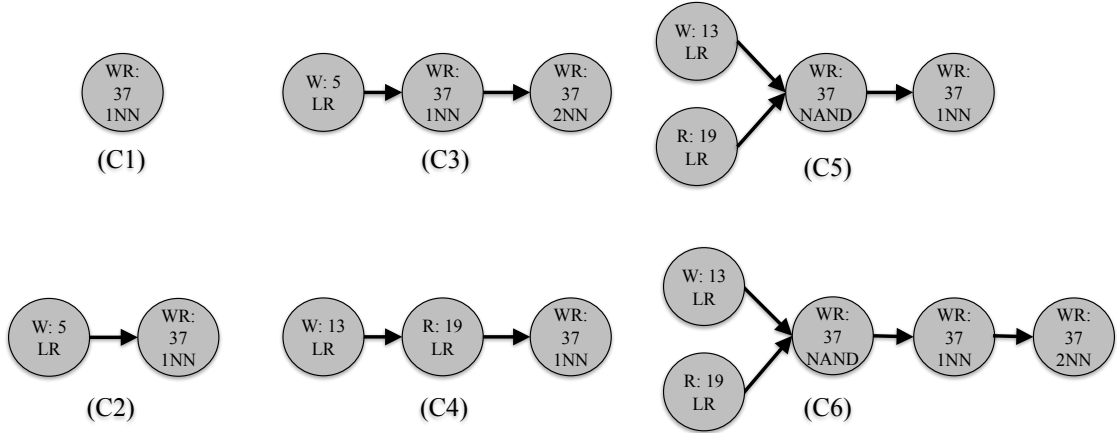 WR:
37
1NN
(C1)
W: 5
LR
WR:
37
1NN
WR:
37
2NN
(C3)
W: 13
LR
R: 19
LR
WR:
37
NAND
WR:
37
1NN
(C5)
W: 5
LR
WR:
37
1NN
(C2)
W: 13
LR
R: 19
LR
WR:
37
1NN
(C4)
W: 13
LR
R: 19
LR
WR:
37
NAND
WR:
37
1NN
WR:
37
2NN
(C6)